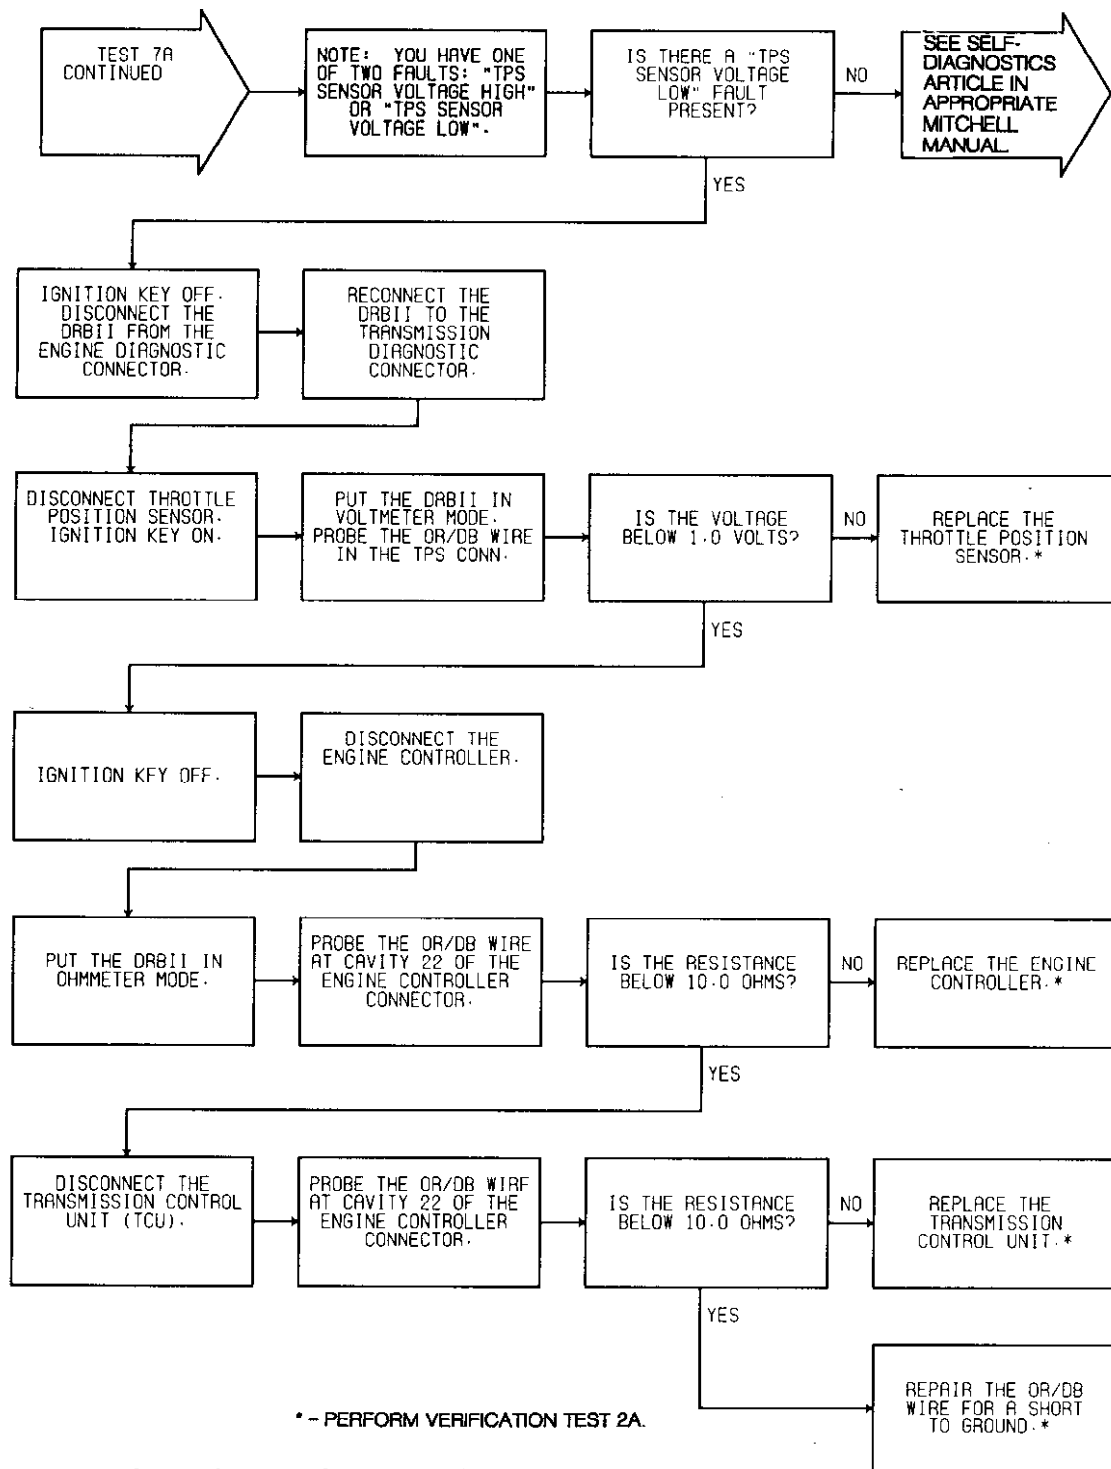 TEST 7A
CONTINUED
NOTE: YOU HAVE ONE
OF TWO FAULTS: "TPS
SENSOR VOLTAGE HIGH"
OR "TPS SENSOR
VOLTAGE LOW".
IS THERE A "TPS
SENSOR VOLTAGE
LOW" FAULT
PRESENT?
NO
SEE SELF-
DIAGNOSTICS
ARTICLE IN
APPROPRIATE
MITCHELL
MANUAL.
YES
IGNITION KEY OFF.
DISCONNECT THE
DRBII FROM THE
ENGINE DIAGNOSTIC
CONNECTOR.
RECONNECT THE
DRBII TO THE
TRANSMISSION
DIAGNOSTIC
CONNECTOR.
DISCONNECT THROTTLE
POSITION SENSOR.
IGNITION KEY ON.
PUT THE DRBII IN
VOLTMETER MODE.
PROBE THE OR/DB WIRE
IN THE TPS CONN.
IS THE VOLTAGE
BELOW 1.0 VOLTS?
NO
REPLACE THE
THROTTLE POSITION
SENSOR.*
YES
IGNITION KEY OFF.
DISCONNECT THE
ENGINE CONTROLLER.
PUT THE DRBII IN
OHMMETER MODE.
PROBE THE OR/DB WIRE
AT CAVITY 22 OF THE
ENGINE CONTROLLER
CONNECTOR.
IS THE RESISTANCE
BELOW 10.0 OHMS?
NO
REPLACE THE ENGINE
CONTROLLER.*
YES
DISCONNECT THE
TRANSMISSION CONTROL
UNIT (TCU).
PROBE THE OR/DB WIRE
AT CAVITY 22 OF THE
ENGINE CONTROLLER
CONNECTOR.
IS THE RESISTANCE
BELOW 10.0 OHMS?
NO
REPLACE THE
TRANSMISSION
CONTROL UNIT.*
YES
REPAIR THE OR/DB
WIRE FOR A SHORT
TO GROUND.*
* - PERFORM VERIFICATION TEST 2A.